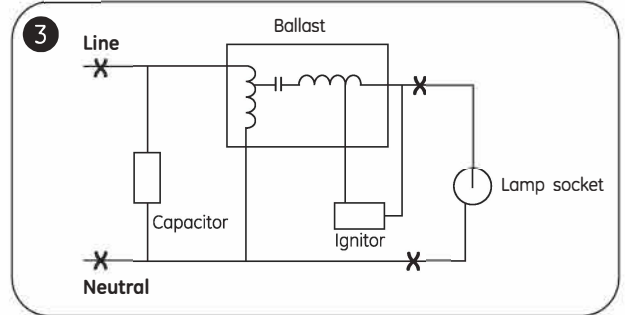 3
Ballast
Line
Lamp socket
Capacitor
Ignitor
Neutral